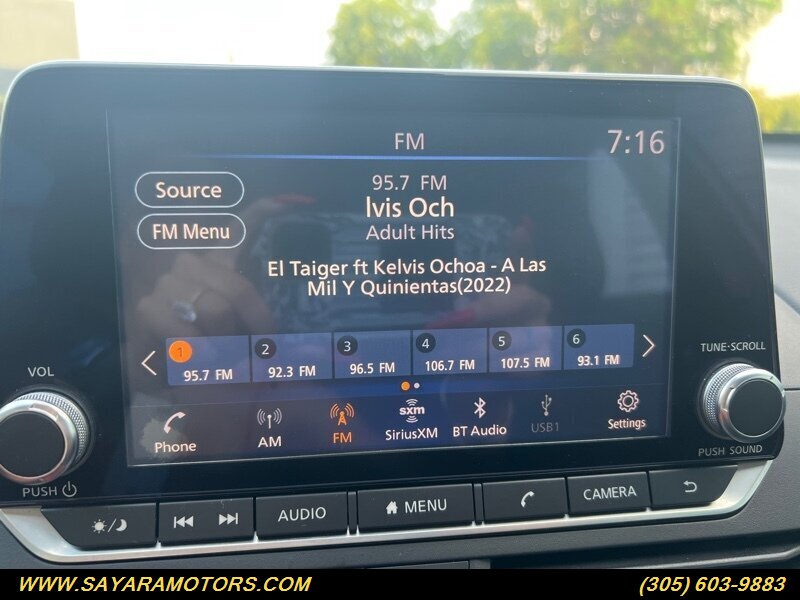 FM
7:16
Source
95.7 FM
lvis Och
FM Menu
Adult Hits
El Taiger ft Kelvis Ochoa - A Las
Mil Y Quinientas(2022)
1 2 3 4 5 6
95.7 FM 92.3 FM 96.5 FM 106.7 FM 107.5 FM 93.1 FM
VOL
TUNE·SCROLL
Phone AM FM sxm SiriusXM BT Audio USB1 Settings
PUSH
PUSH SOUND
AUDIO MENU CAMERA
WWW.SAYARAMOTORS.COM
(305) 603-9883